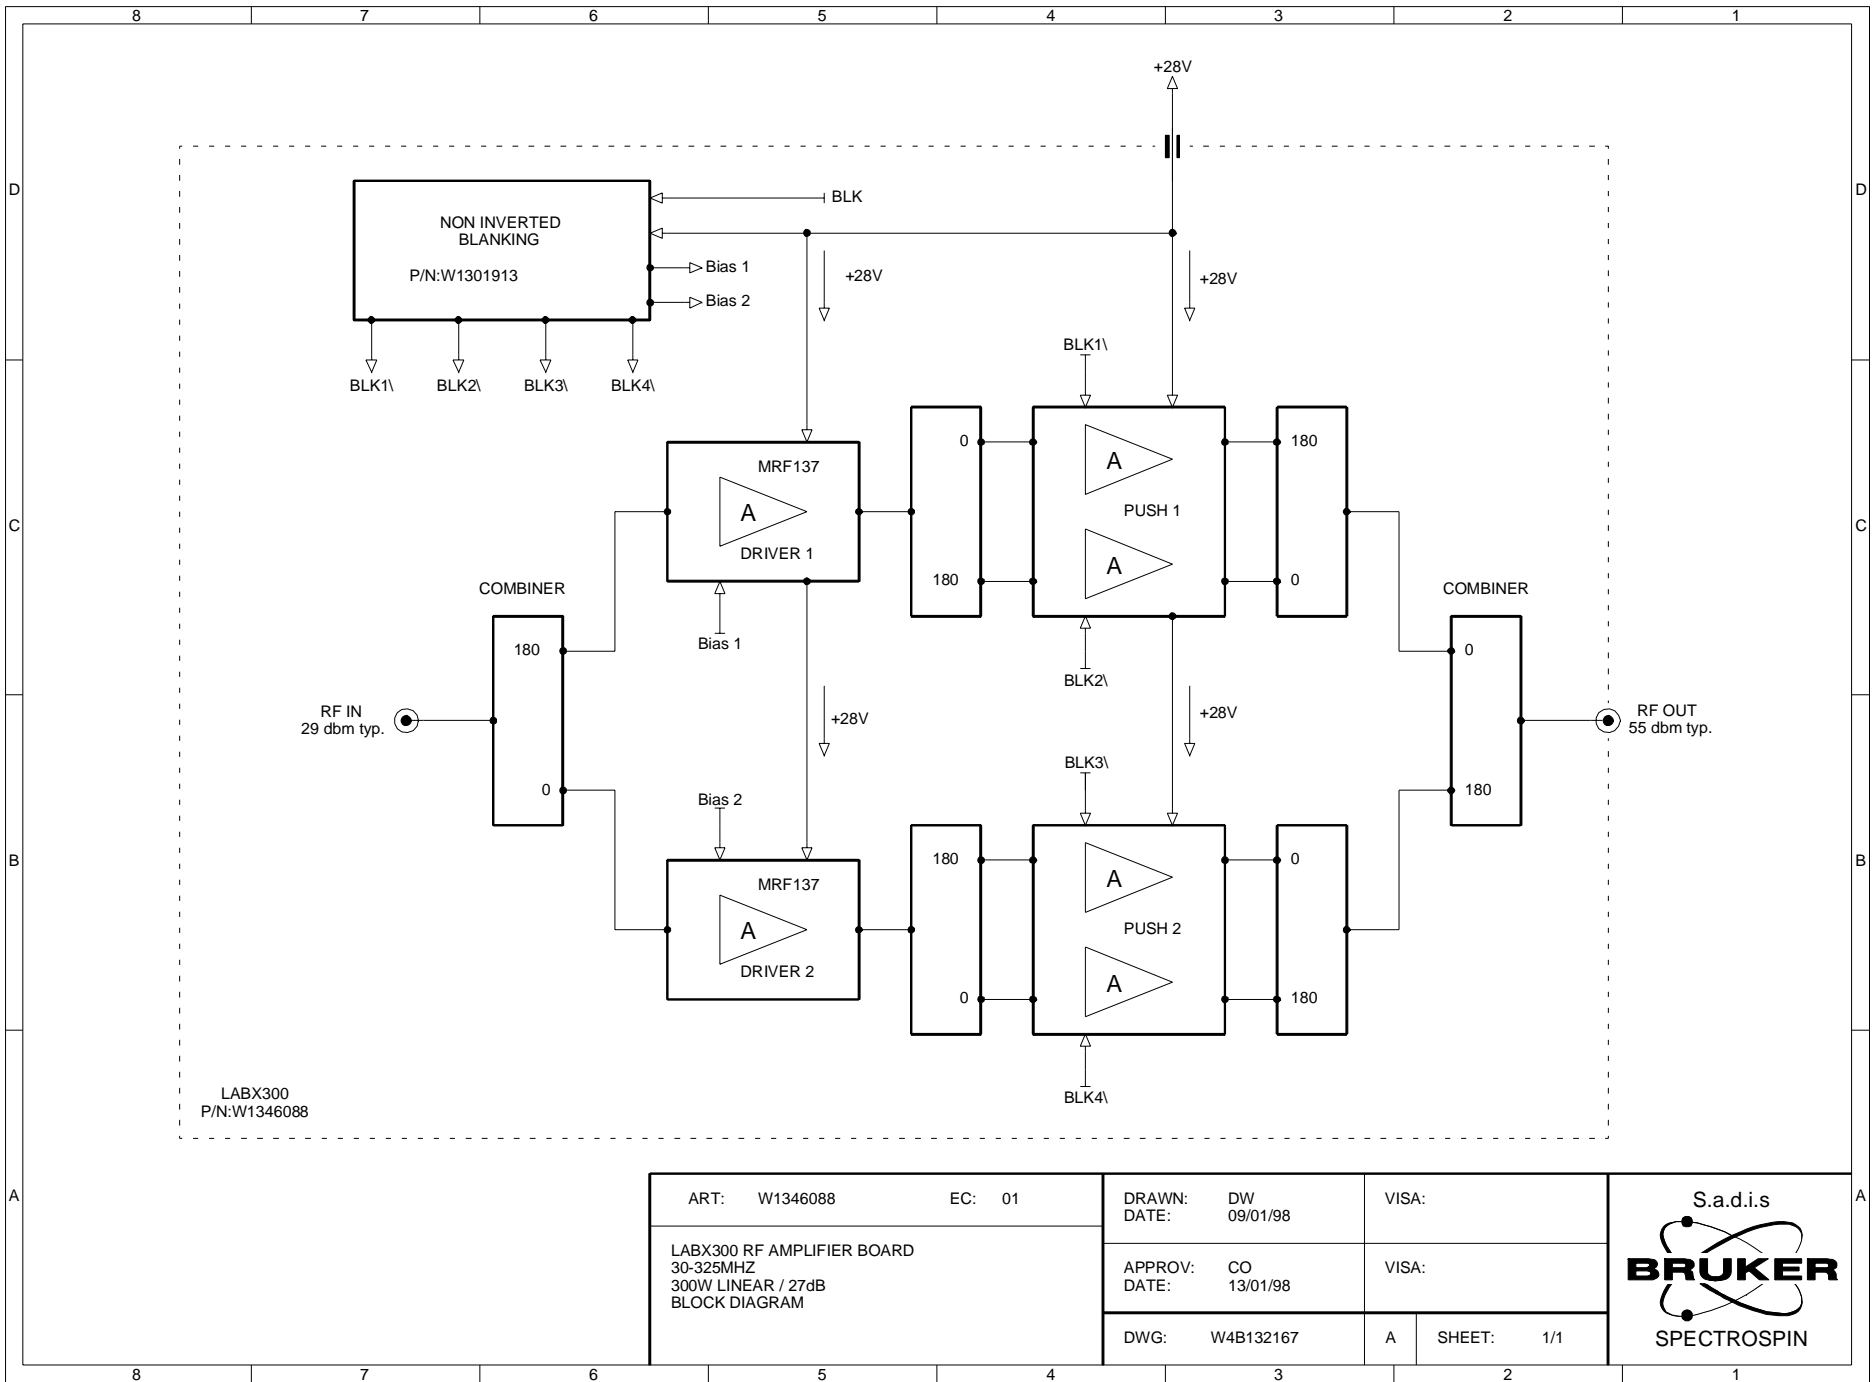 8 7 6 5 4 3 2 1
+28V
D D
NON INVERTED
BLANKING
P/N:W1301913
BLK
Bias 1
Bias 2
+28V
+28V
BLK1\ BLK2\ BLK3\ BLK4\
BLK1\
C C
MRF137
A
DRIVER 1
Bias 1
0
180
A
PUSH 1
A
BLK2\
180
0
COMBINER
180
0
COMBINER
0
180
RF IN
29 dbm typ.
RF OUT
55 dbm typ.
+28V
+28V
BLK3\
Bias 2
B B
MRF137
A
DRIVER 2
180
0
A
PUSH 2
A
0
180
BLK4\
LABX300
P/N:W1346088
A A
ART: W1346088 EC: 01
LABX300 RF AMPLIFIER BOARD
30-325MHZ
300W LINEAR / 27dB
BLOCK DIAGRAM
DRAWN: DW
DATE: 09/01/98
VISA:
APPROV: CO
DATE: 13/01/98
VISA:
DWG: W4B132167 A SHEET: 1/1
S.a.d.i.s
BRUKER
SPECTROSPIN
8 7 6 5 4 3 2 1